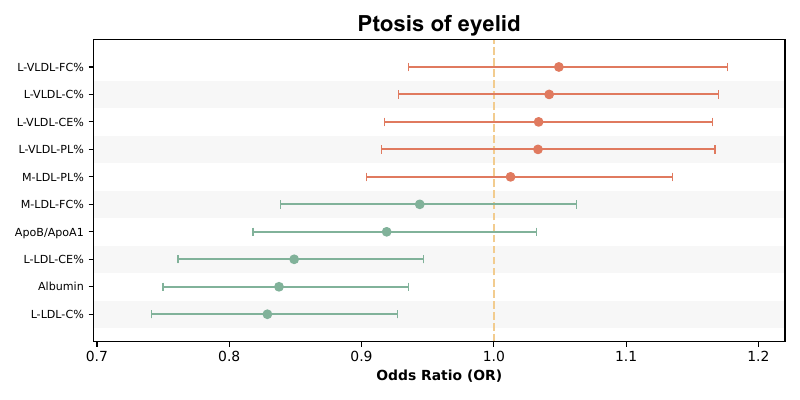 Ptosis of eyelid
L-VLDL-FC%
L-VLDL-C%
L-VLDL-CE%
L-VLDL-PL%
M-LDL-PL%
M-LDL-FC%
ApoB/ApoA1
L-LDL-CE%
Albumin
L-LDL-C%
0.7 0.8 0.9 1.0 1.1 1.2
Odds Ratio (OR)